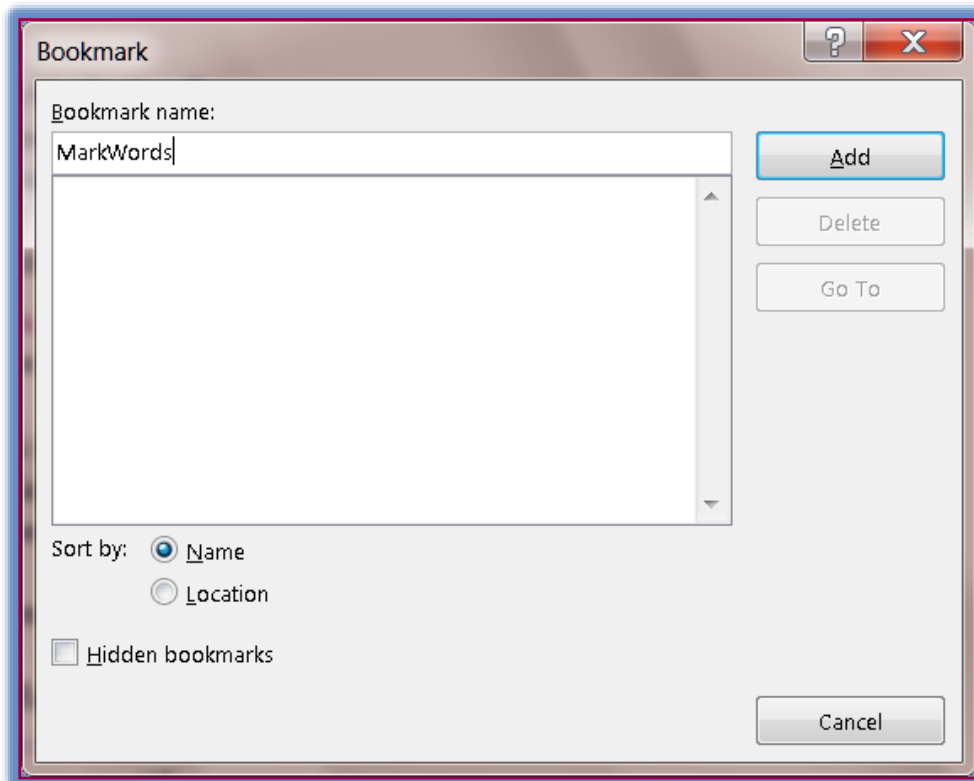 Bookmark
Bookmark name:
MarkWords
Add
Delete
Go To
Sort by:
Name
Location
Hidden bookmarks
Cancel